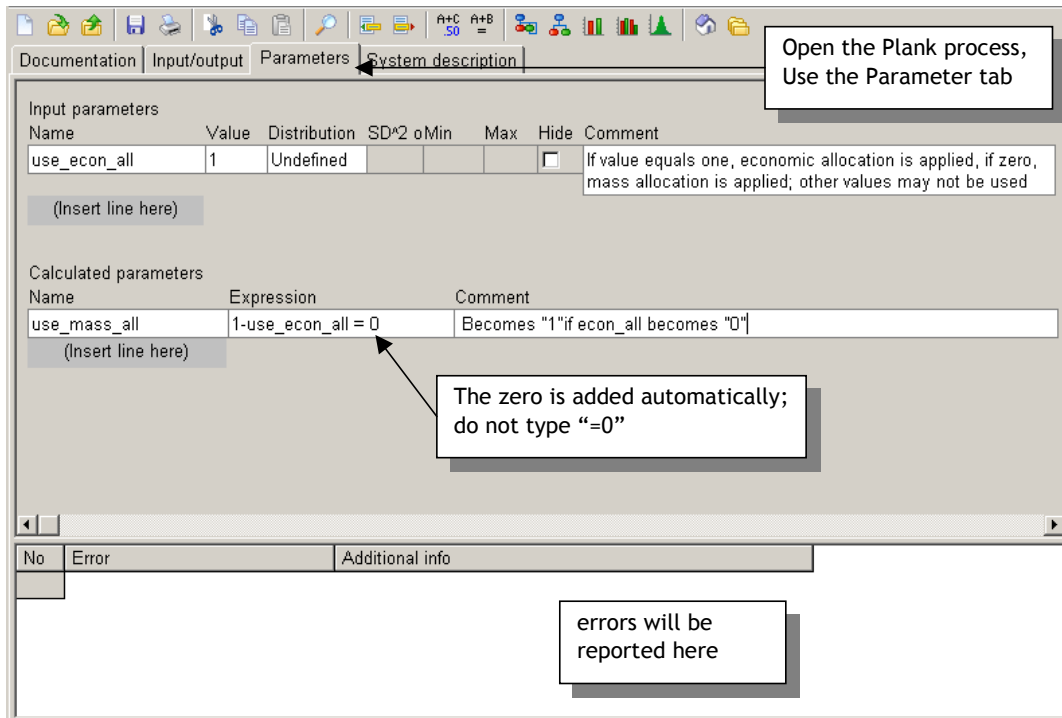 A+C
.50
A+B
=
Documentation Input/output Parameters System description
Open the Plank process,
Use the Parameter tab
Input parameters
Name Value Distribution SD^2 o Min Max Hide Comment
use_econ_all 1 Undefined If value equals one, economic allocation is applied, if zero,
mass allocation is applied; other values may not be used
(Insert line here)
Calculated parameters
Name Expression Comment
use_mass_all 1-use_econ_all = 0 Becomes "1"if econ_all becomes "0"
(Insert line here)
The zero is added automatically;
do not type “=0”
No Error Additional info
errors will be
reported here